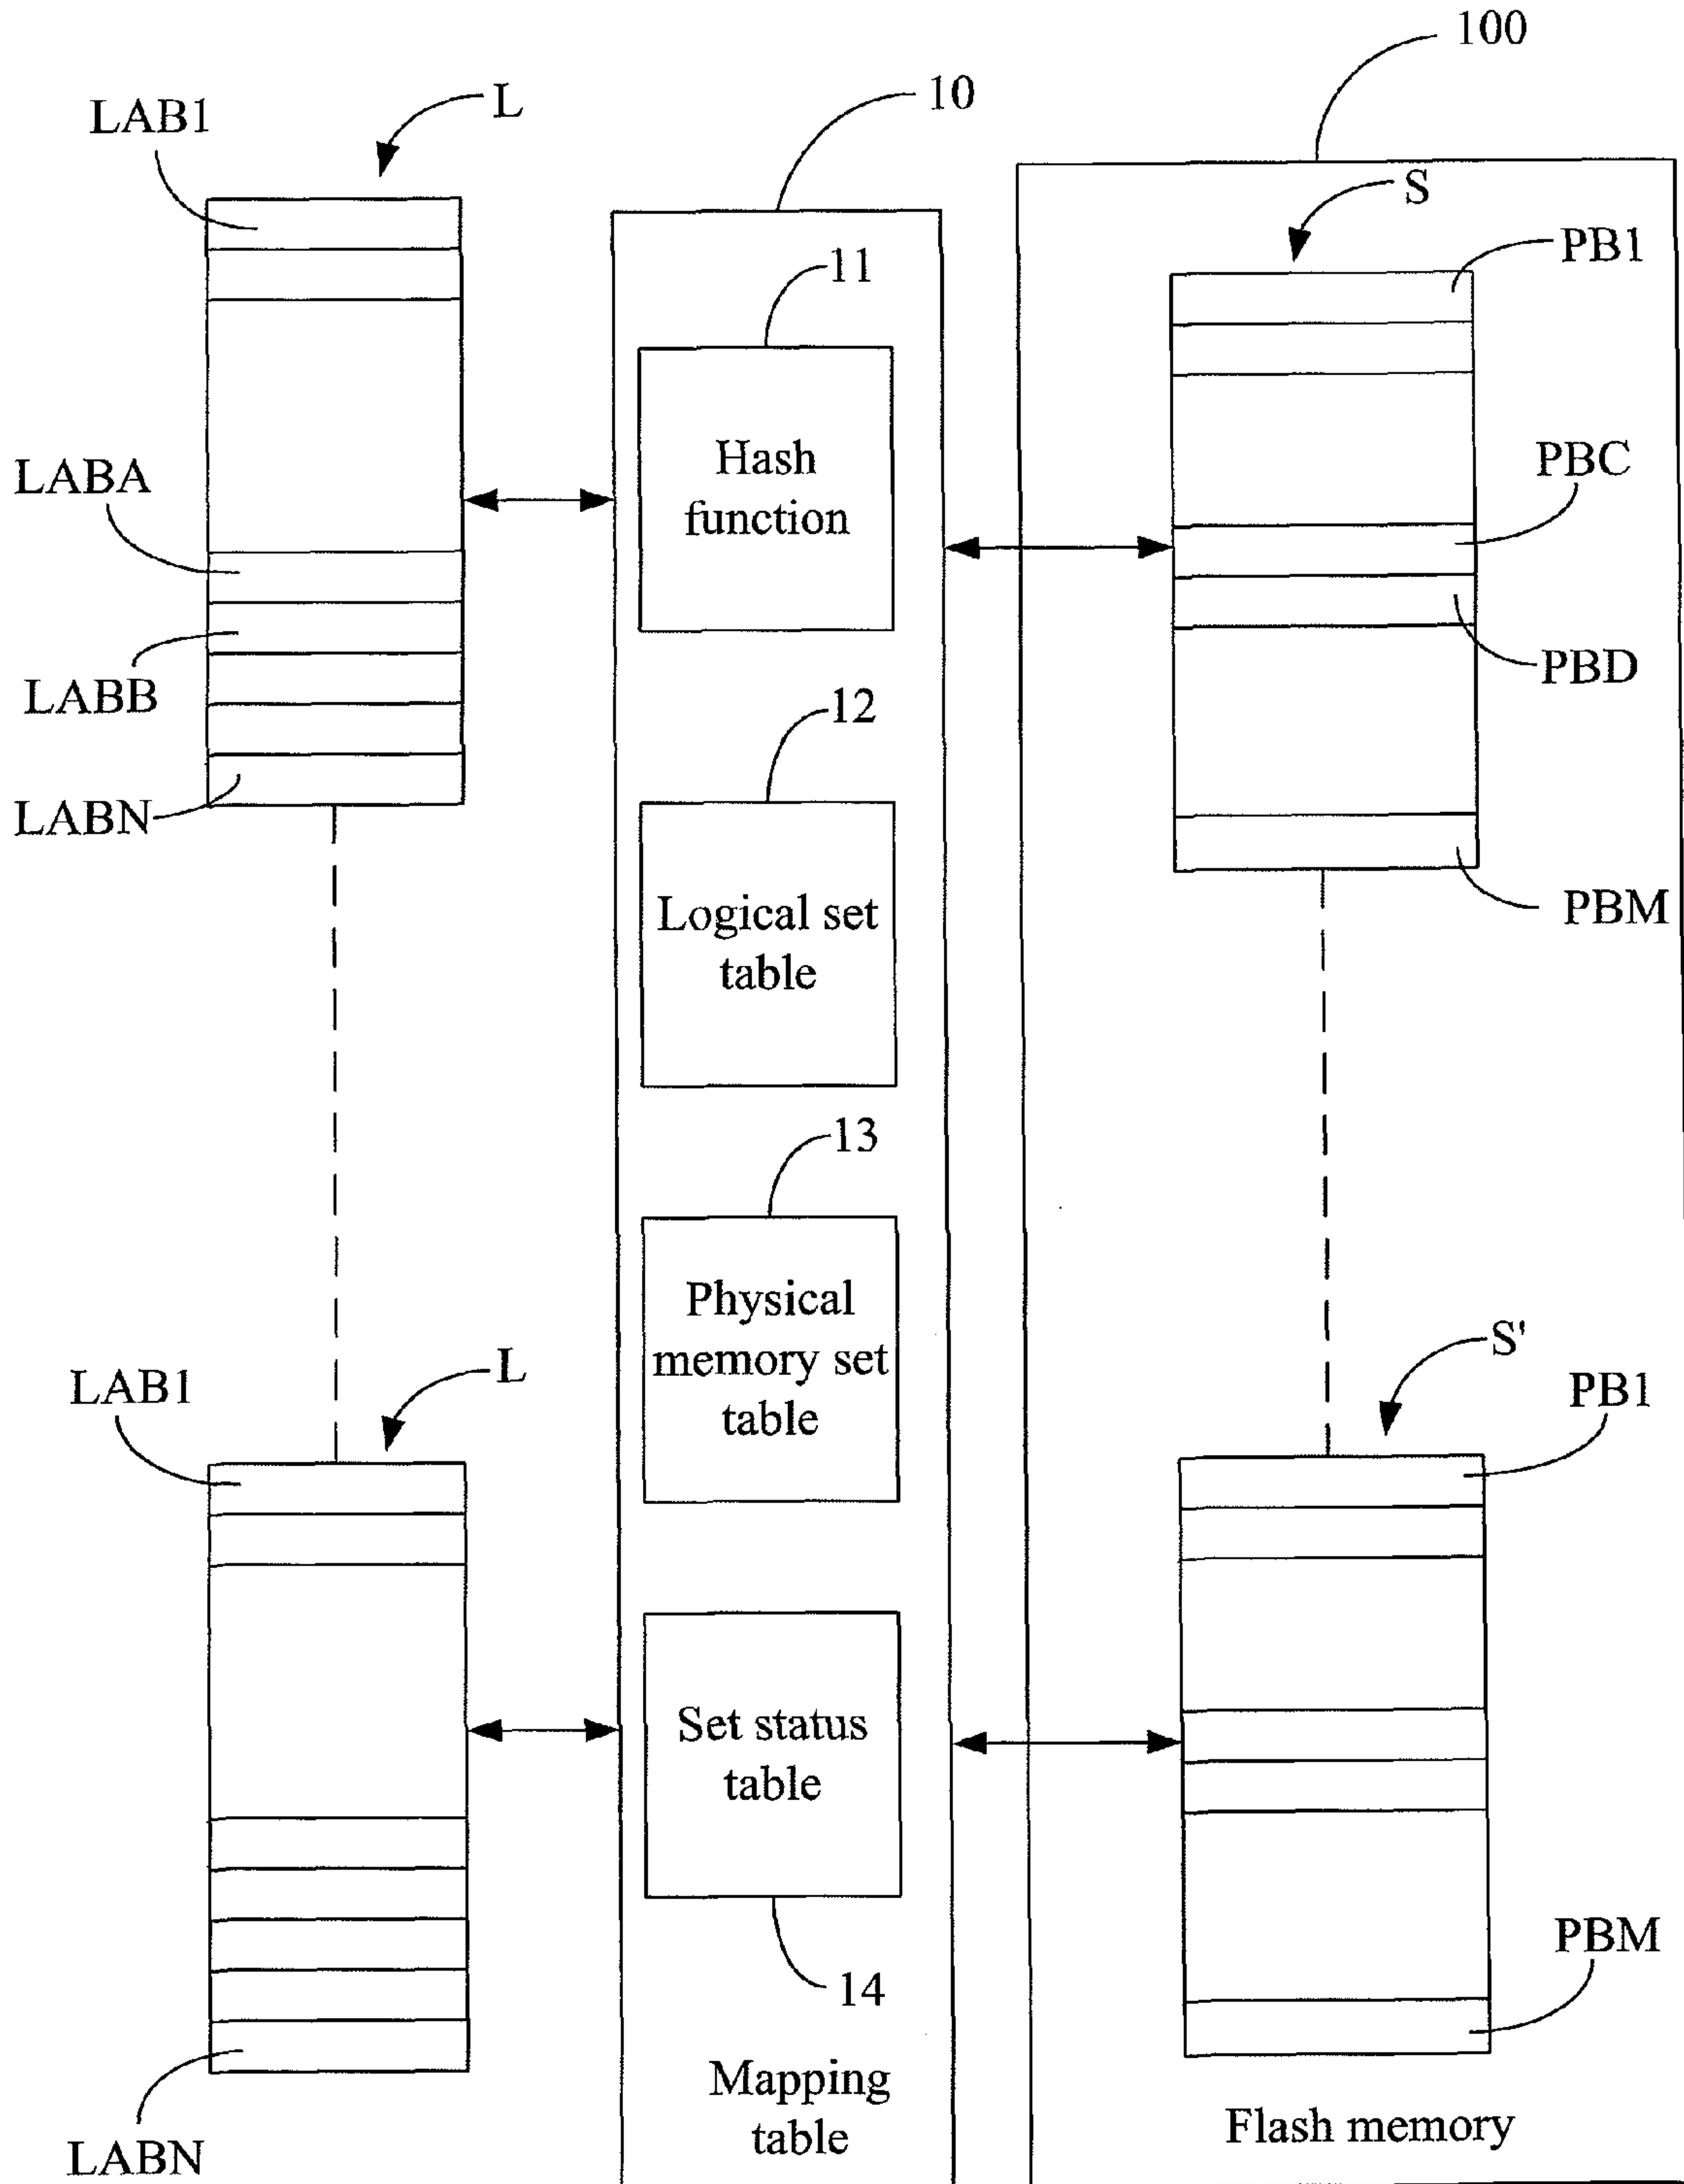 100
10
LAB1
L
S
PB1
11
Hash
function
PBC
LABA
PBD
LABB
12
LABN
Logical set
table
PBM
13
Physical
memory set
table
S'
L
LAB1
PB1
Set status
table
PBM
14
Mapping
table
Flash memory
LABN